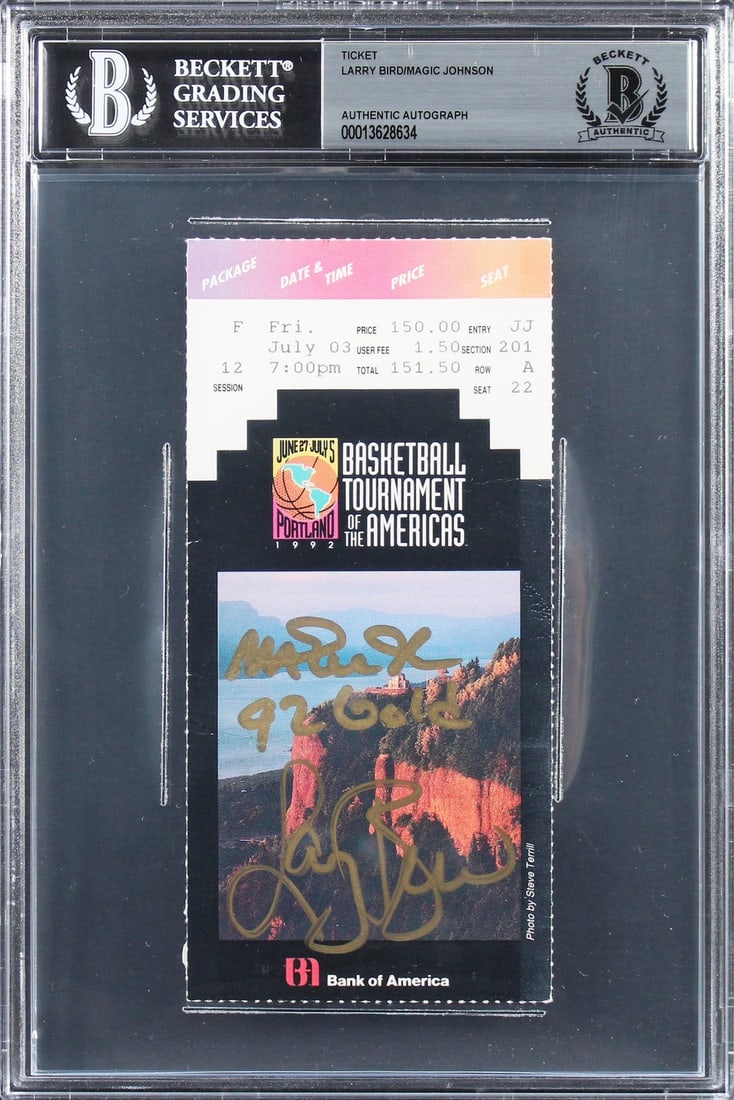 BECKETT®
GRADING
SERVICES
TICKET
LARRY BIRD/MAGIC JOHNSON
AUTHENTIC AUTOGRAPH
00013628634
BECKETT
B
AUTHENTIC
PACKAGE DATE & TIME PRICE SEAT
F Fri. PRICE 150.00 ENTRY JJ
July 03 USER FEE 1.50 SECTION 201
12 7:00pm TOTAL 151.50 ROW A
SESSION SEAT 22
JUNE 27-JULY 5
PORTLAND
1992
BASKETBALL
TOURNAMENT
OF THE AMERICAS
92 Gold
Larry Bird
Photo by Steve Terrill
BA Bank of America